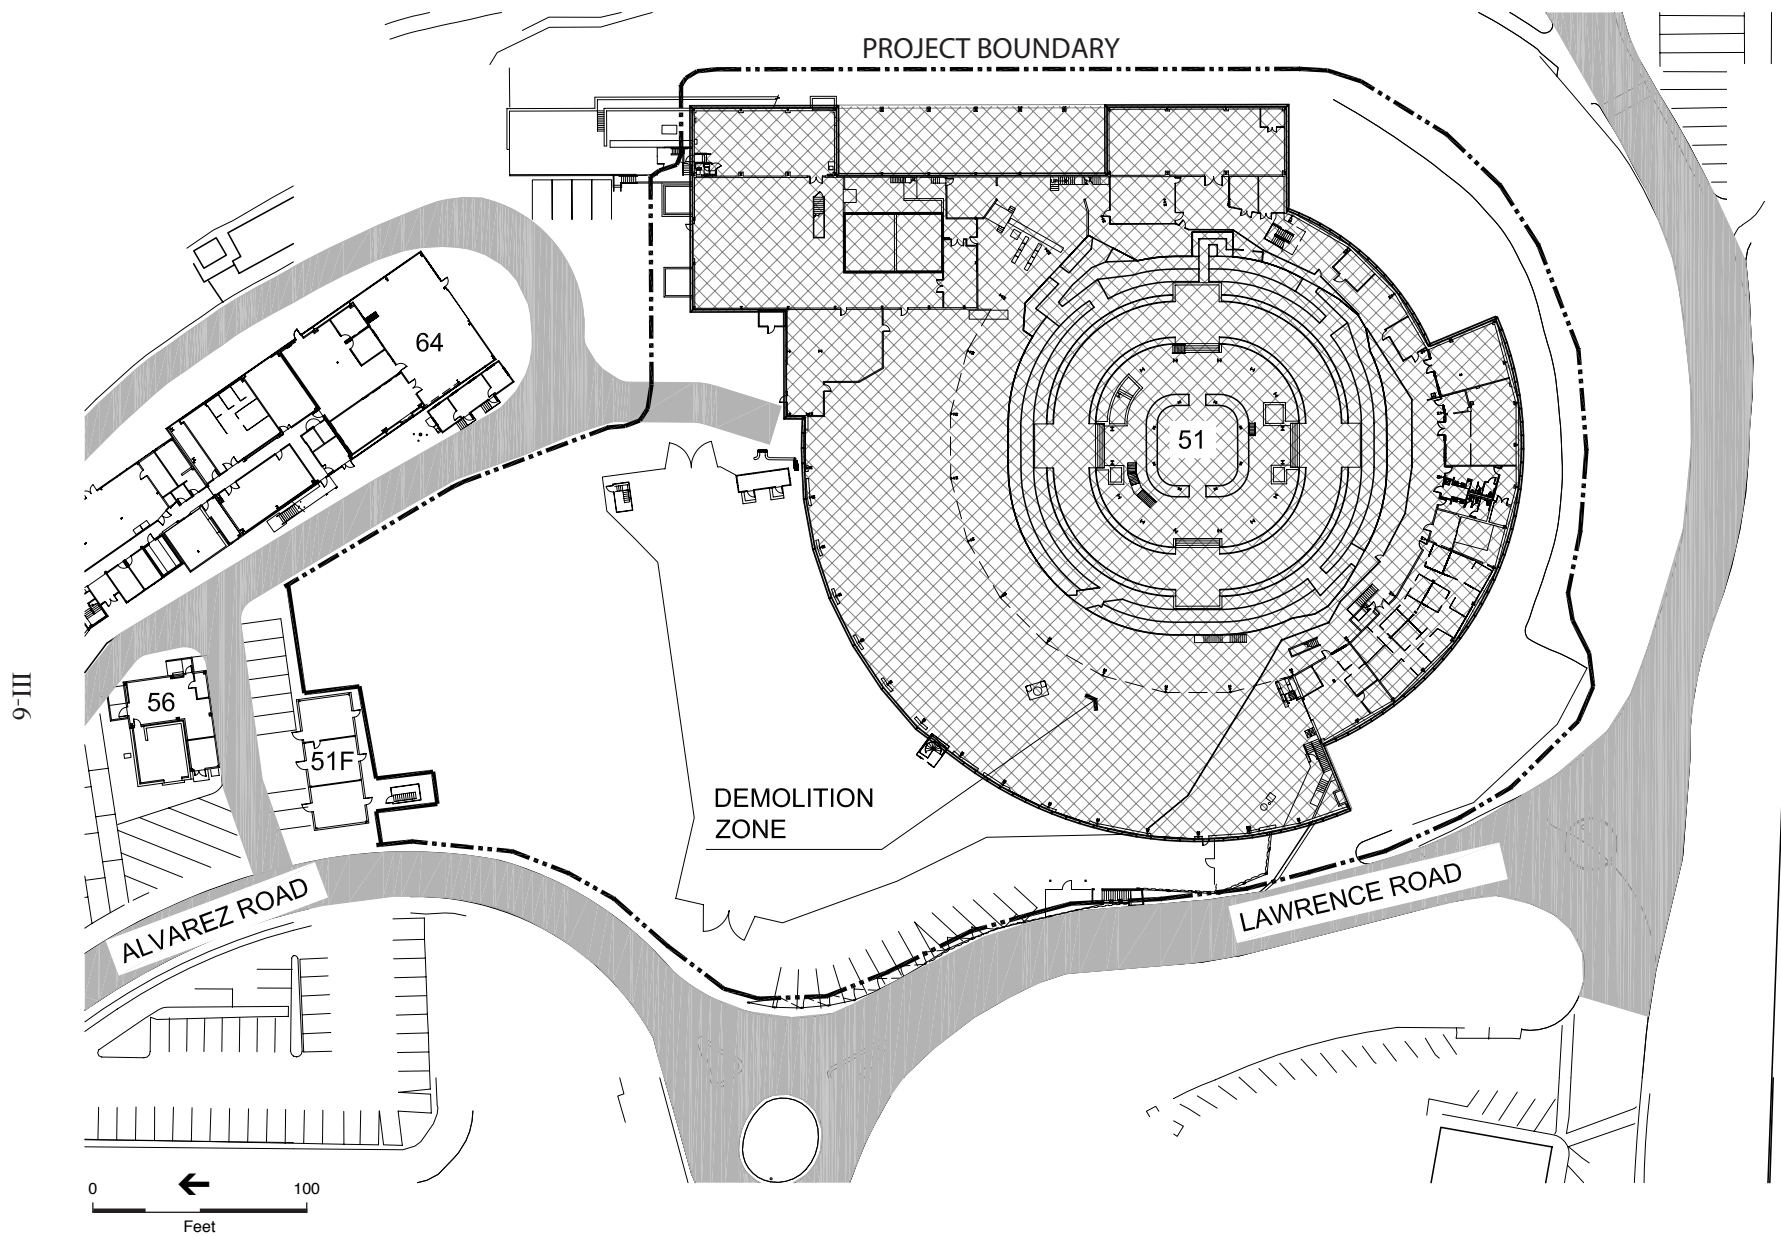 PROJECT BOUNDARY
64
51
III-6
56
51F
DEMOLITION
ZONE
ALVAREZ ROAD
LAWRENCE ROAD
0 100
Feet